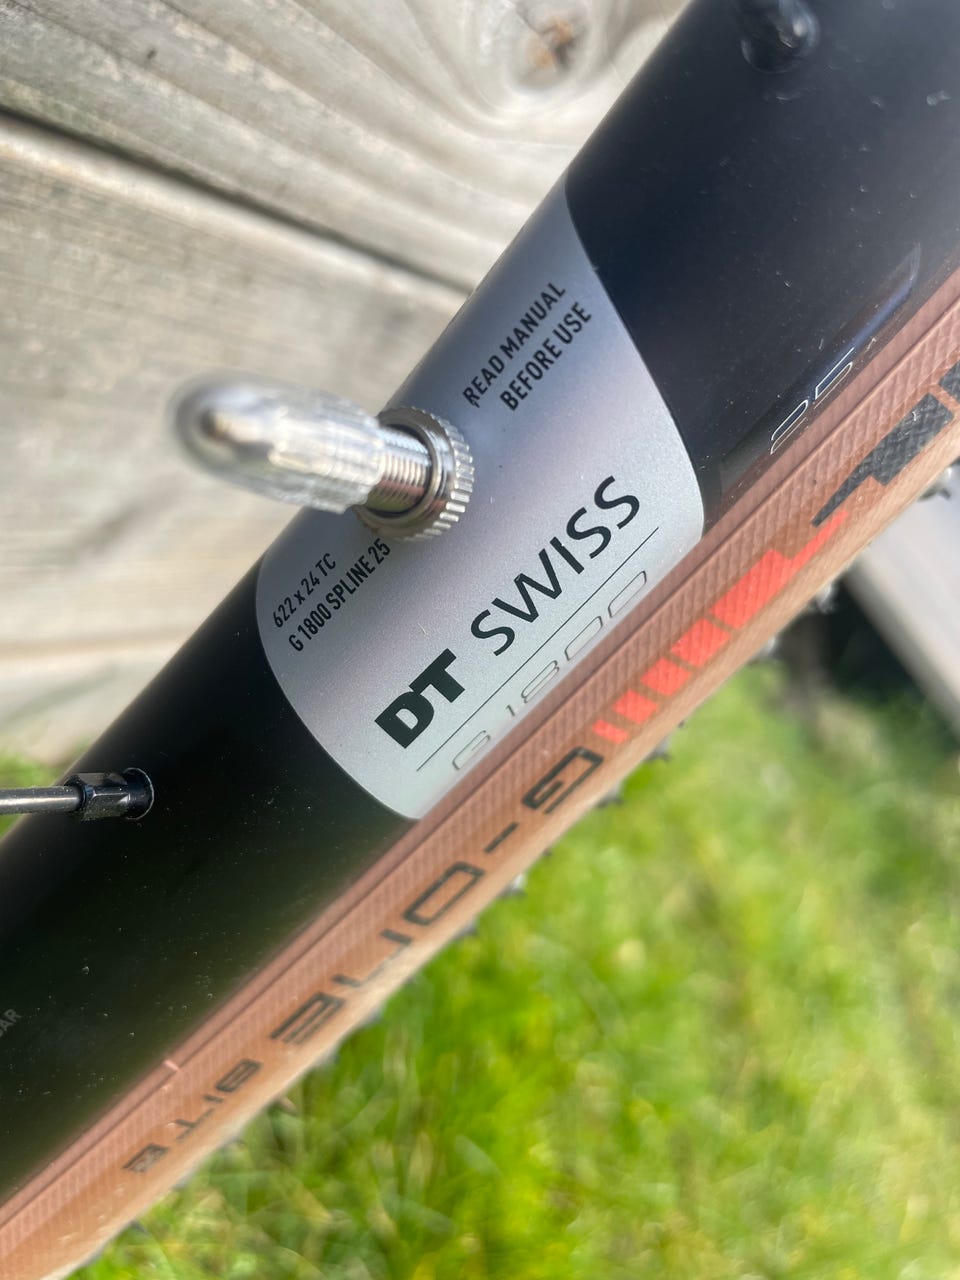 READ MANUAL
BEFORE USE
622 x 24 TC
G 1800 SPLINE 25
DT SWISS
G 1800
25
G-ONE
BITE